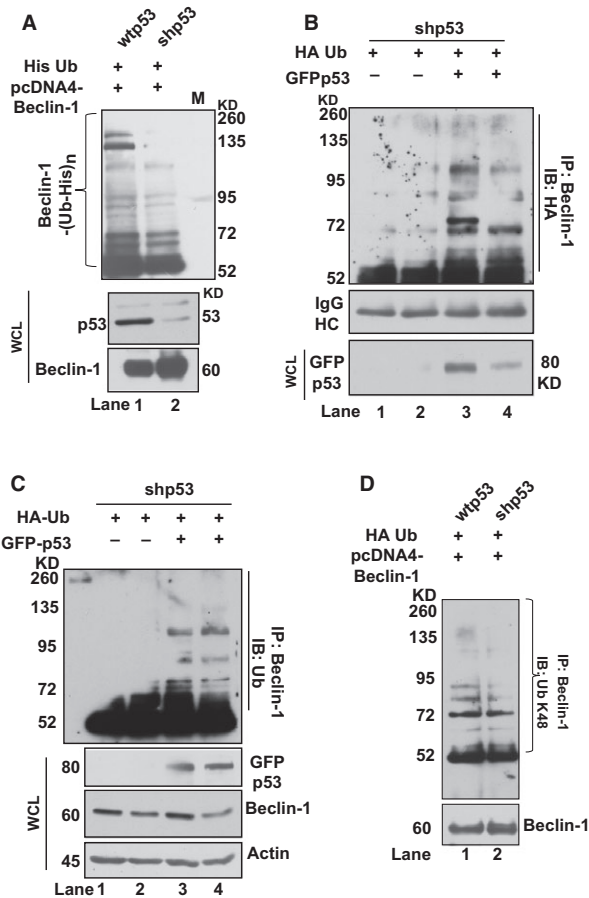 A
wtp53 shp53
His Ub + +
pcDNA4- + +
Beclin-1
M
KD
260
135
95
72
52
Beclin-1
-(Ub-His)n
KD
p53 53
WCL
Beclin-1 60
Lane 1 2
B
shp53
HA Ub + + + +
GFPp53 – – + +
KD
260
135
95
72
52
IP: Beclin-1
IB: HA
IgG
HC
WCL
GFP 80
p53 KD
Lane 1 2 3 4
C
shp53
HA-Ub + + + +
GFP-p53 – – + +
KD
260
135
95
72
52
IP: Beclin-1
IB: Ub
80 GFP
p53
WCL
60 Beclin-1
45 Actin
Lane 1 2 3 4
D
wtp53 shp53
HA Ub + +
pcDNA4- + +
Beclin-1
KD
260
135
95
72
52
IP: Beclin-1
IB: Ub K48
60 Beclin-1
Lane 1 2